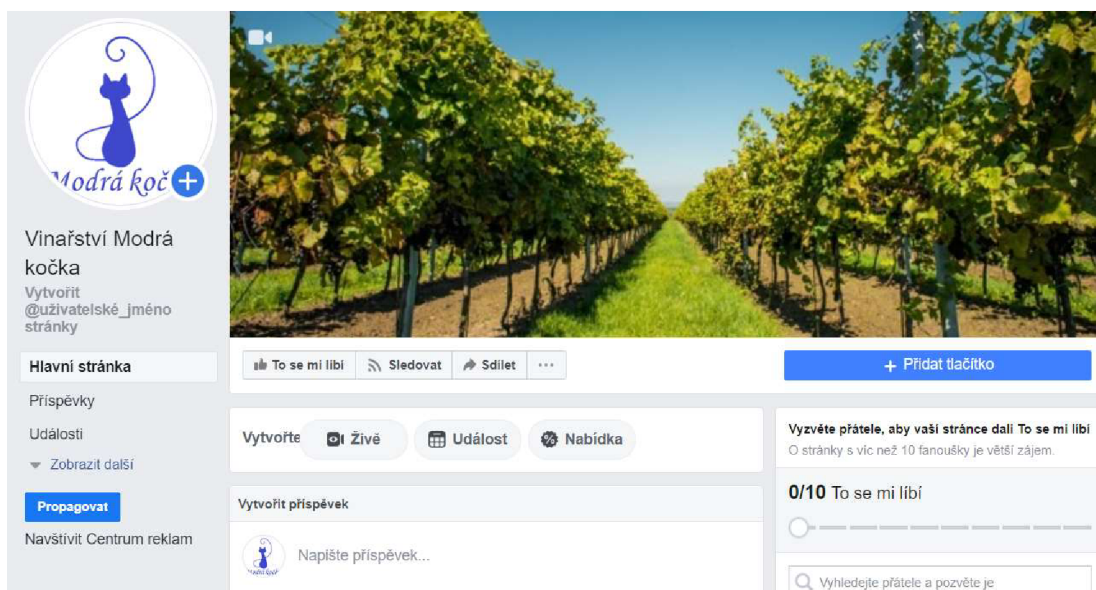 Modrá koč
Vinařství Modrá
kočka
Vytvořit
@uživatelské_jméno
stránky
Hlavní stránka
Příspěvky
Události
Zobrazit další
Propagovat
Navštívit Centrum reklam
To se mi líbí
Sledovat
Sdílet
+ Přidat tlačítko
Vytvořte
Živě
Událost
Nabídka
Vytvořit příspěvek
Napište příspěvek...
Vyzvěte přátele, aby vaší stránce dali To se mi líbí
O stránky s víc než 10 fanoušky je větší zájem.
0/10 To se mi líbí
Vyhledejte přátele a pozvěte je